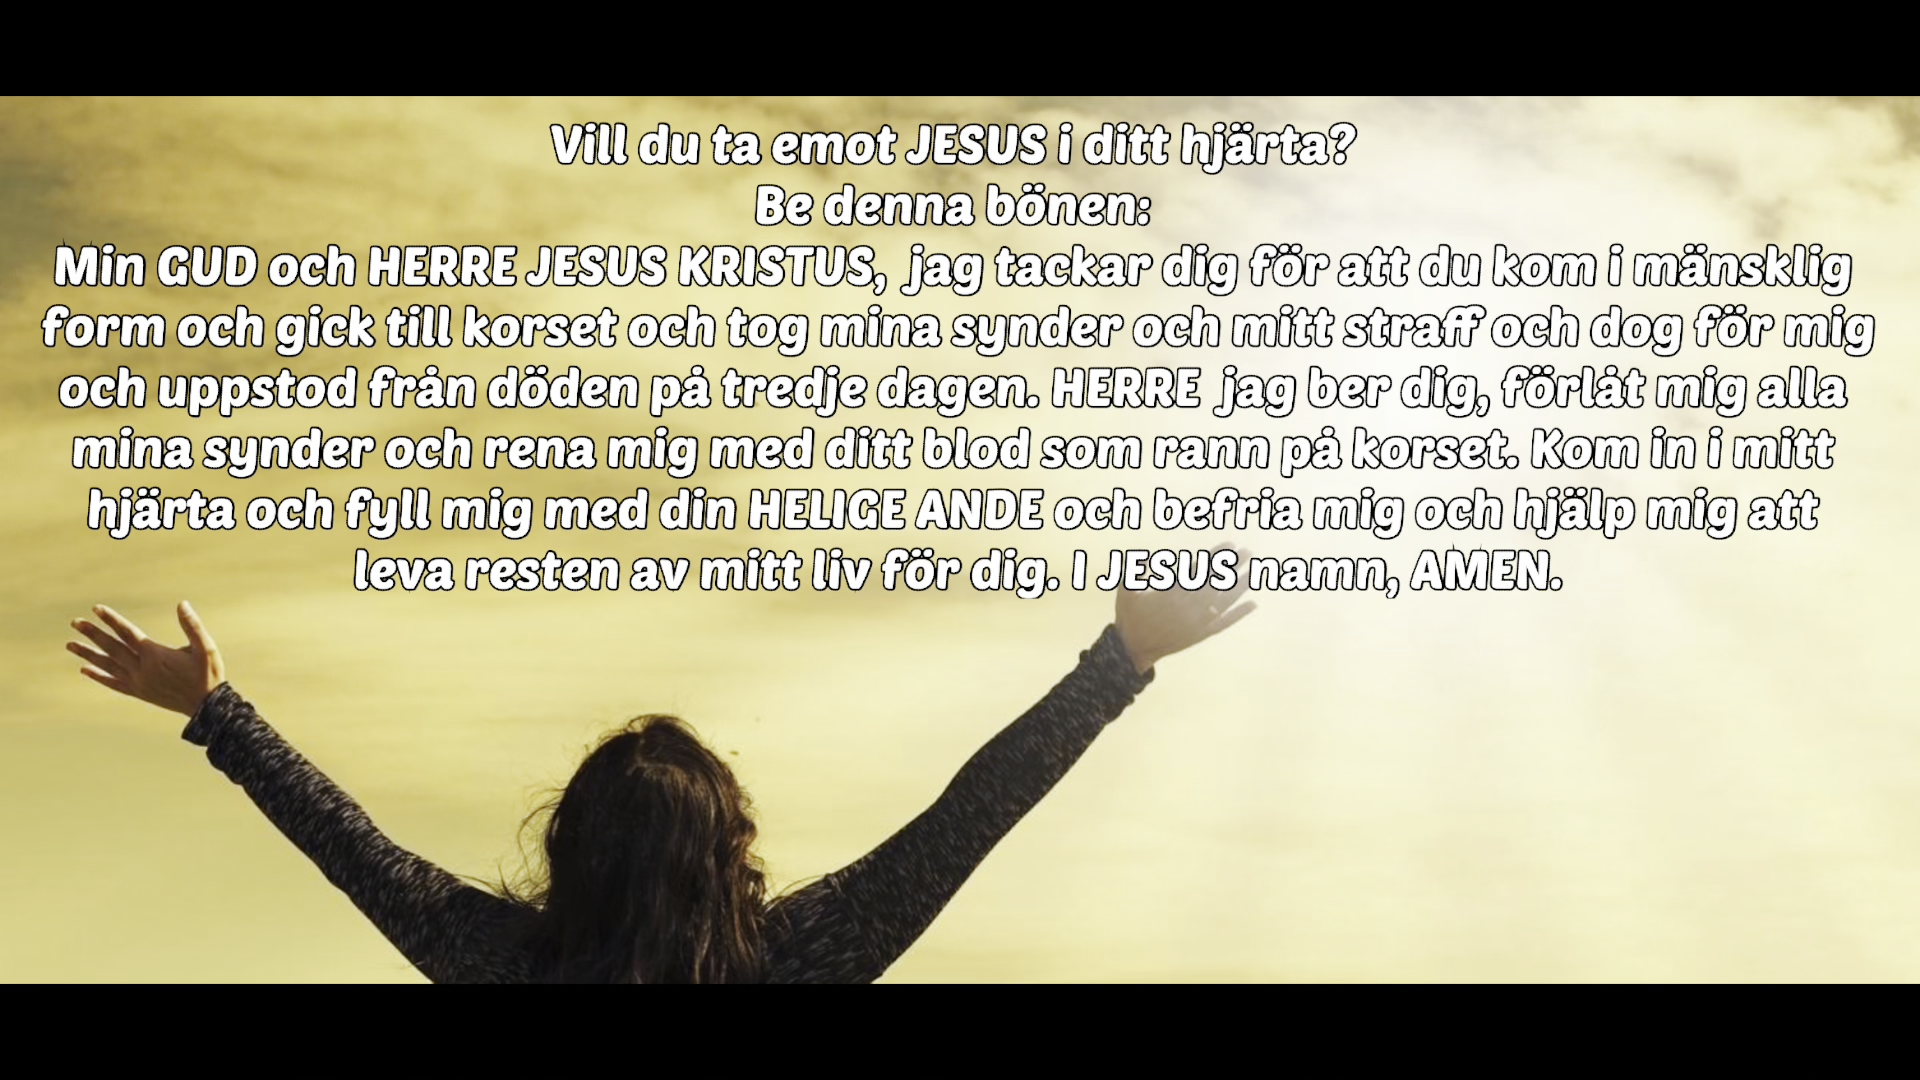 Vill du ta emot JESUS i ditt hjärta?
Be denna bönen:
Min GUD och HERRE JESUS KRISTUS, jag tackar dig för att du kom i mänsklig
form och gick till korset och tog mina synder och mitt straff och dog för mig
och uppstod från döden på tredje dagen. HERRE jag ber dig, förlåt mig alla
mina synder och rena mig med ditt blod som rann på korset. Kom in i mitt
hjärta och fyll mig med din HELIGE ANDE och befria mig och hjälp mig att
leva resten av mitt liv för dig. I JESUS namn, AMEN.